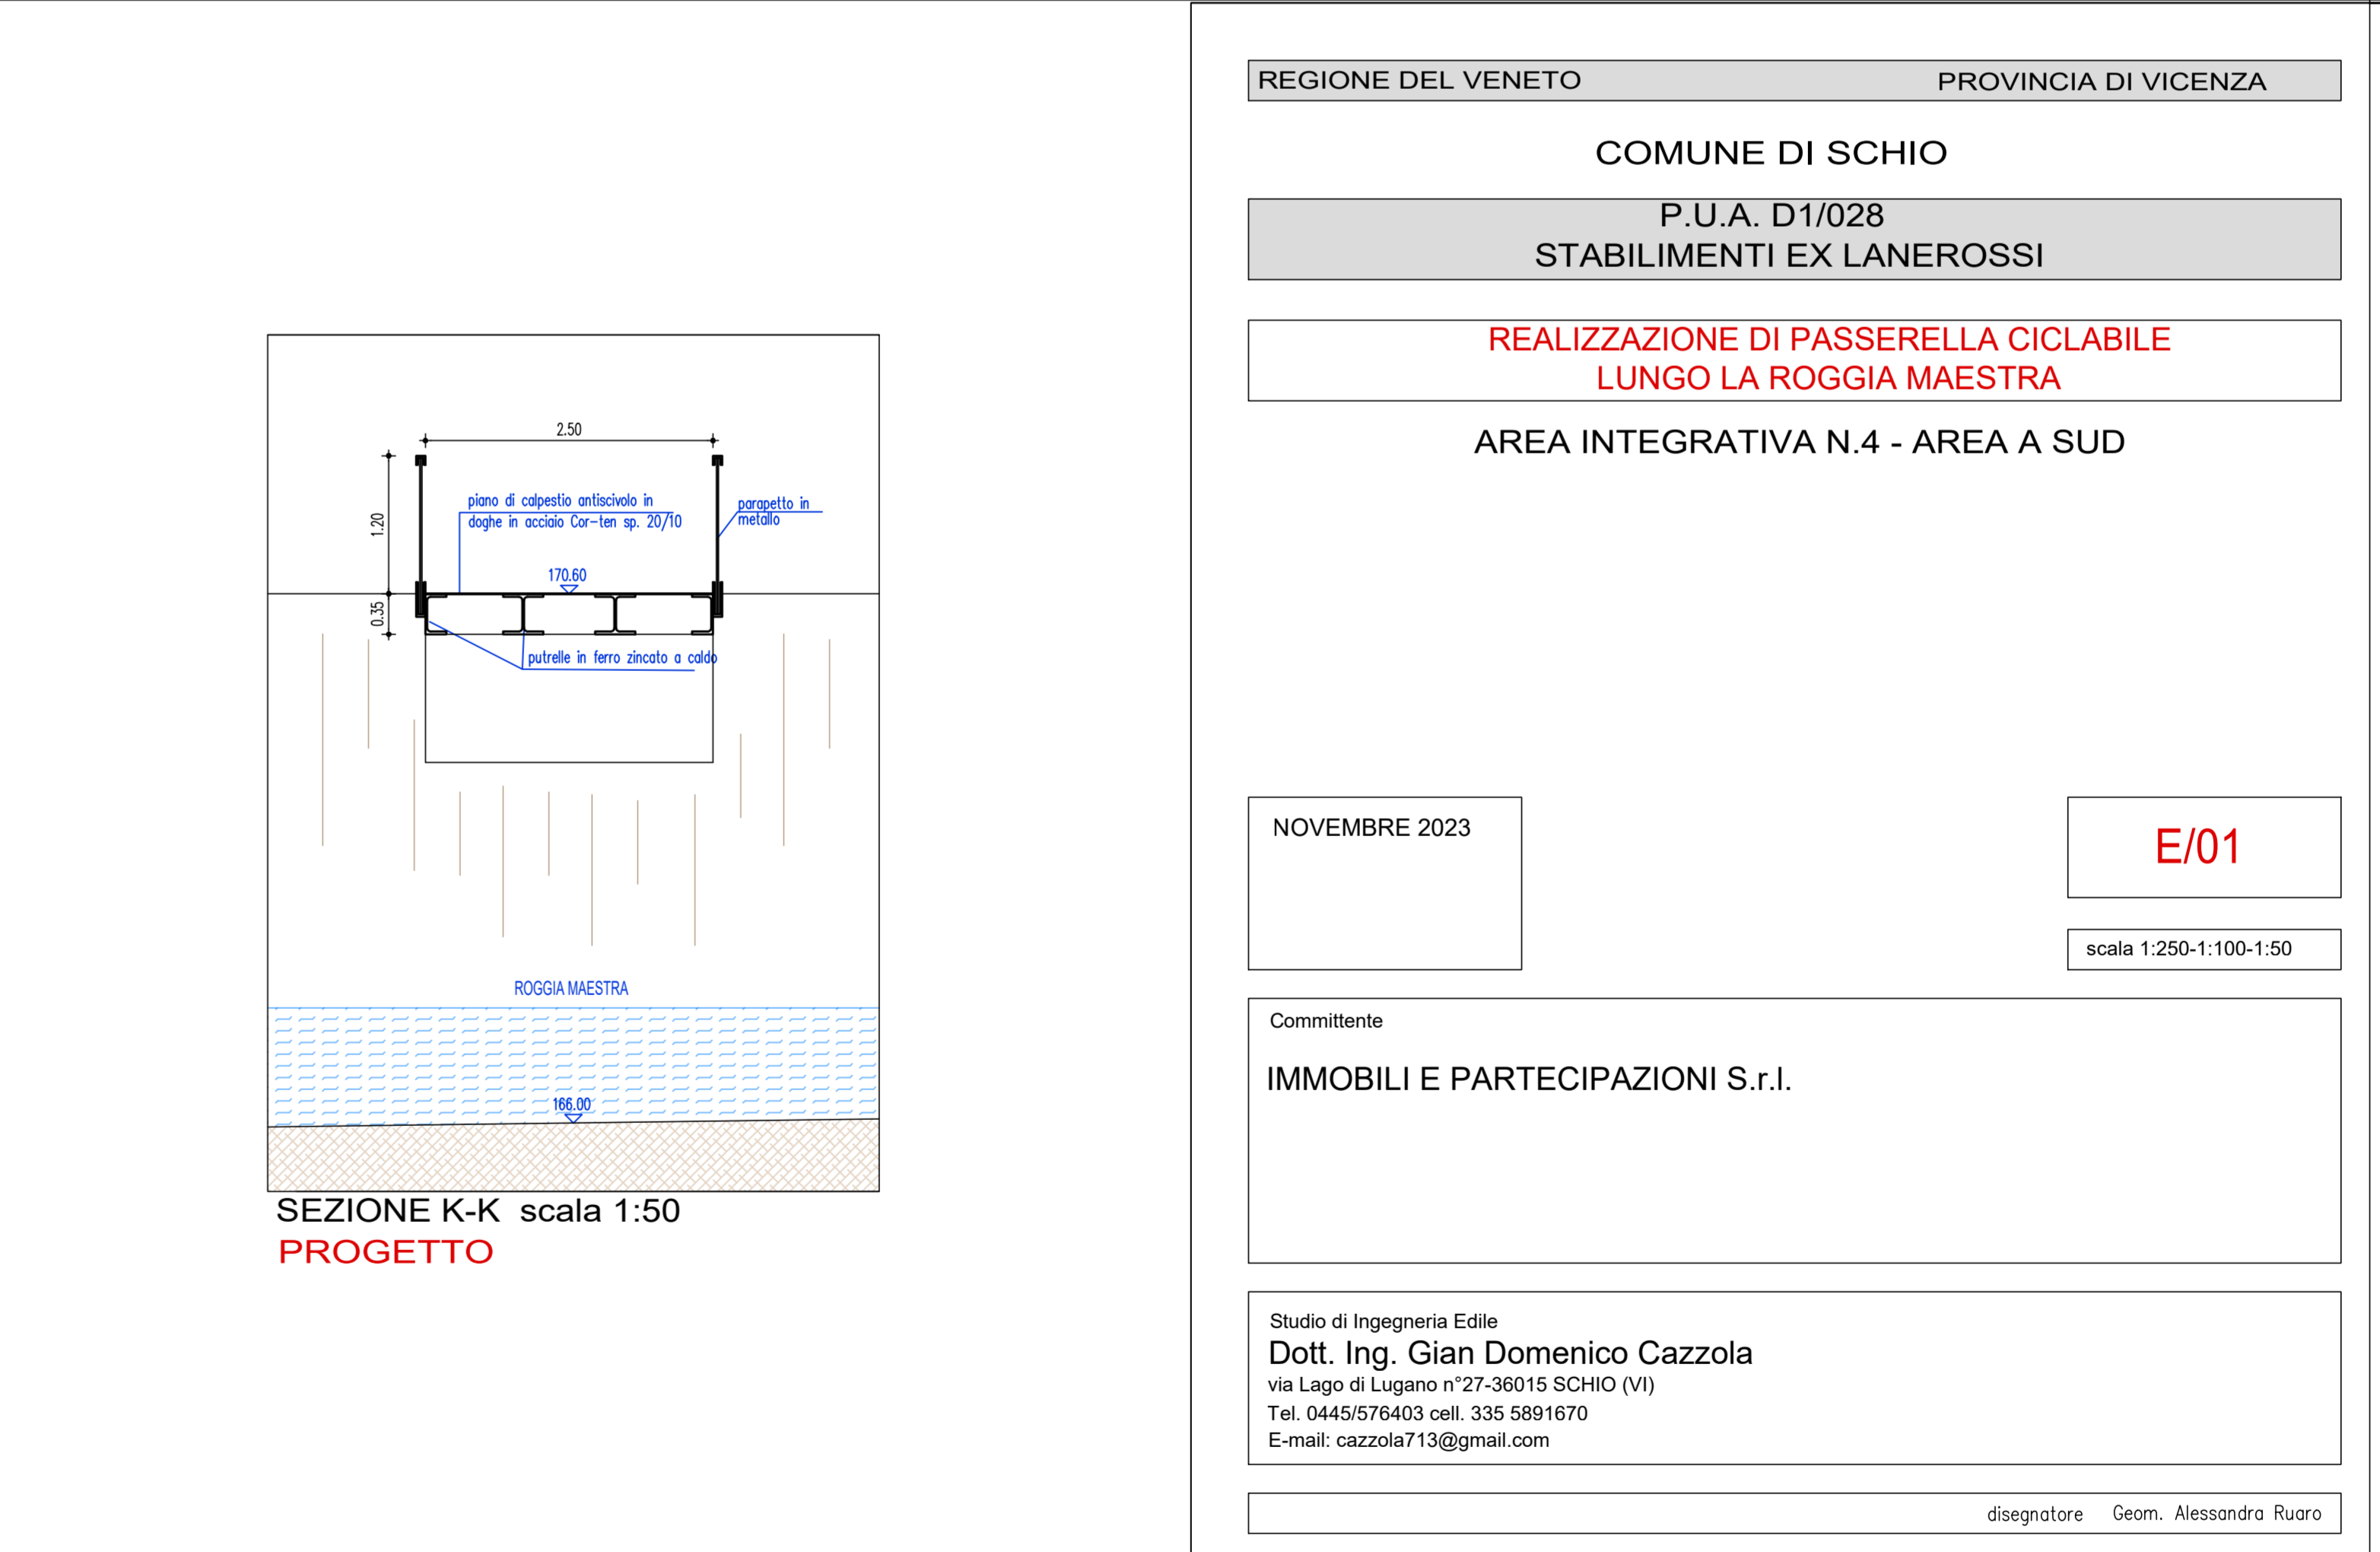 2.50
1.20
0.35
piano di calpestio antiscivolo in
doghe in acciaio Cor-ten sp. 20/10
parapetto in
metallo
170.60
putrelle in ferro zincato a caldo
ROGGIA MAESTRA
166.00
SEZIONE K-K scala 1:50
PROGETTO
REGIONE DEL VENETO PROVINCIA DI VICENZA
COMUNE DI SCHIO
P.U.A. D1/028
STABILIMENTI EX LANEROSSI
REALIZZAZIONE DI PASSERELLA CICLABILE
LUNGO LA ROGGIA MAESTRA
AREA INTEGRATIVA N.4 - AREA A SUD
NOVEMBRE 2023
E/01
scala 1:250-1:100-1:50
Committente
IMMOBILI E PARTECIPAZIONI S.r.l.
Studio di Ingegneria Edile
Dott. Ing. Gian Domenico Cazzola
via Lago di Lugano n°27-36015 SCHIO (VI)
Tel. 0445/576403 cell. 335 5891670
E-mail: cazzola713@gmail.com
disegnatore Geom. Alessandra Ruaro